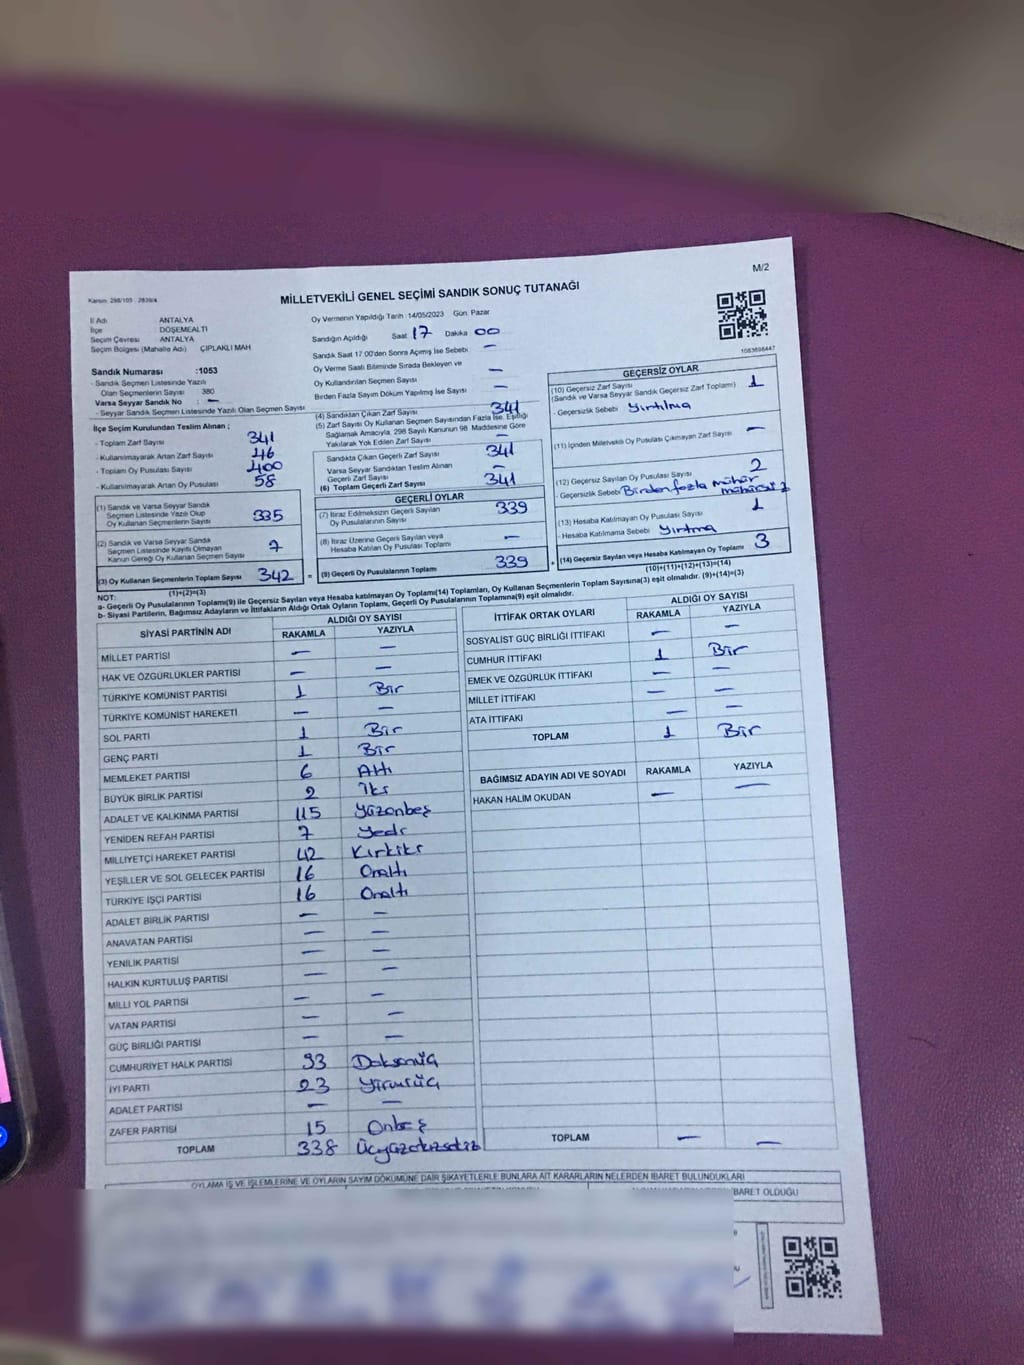 M/2
Kanun: 298/105 - 2839/4
MİLLETVEKİLİ GENEL SEÇİMİ SANDIK SONUÇ TUTANAĞI
İl Adı ANTALYA
İlçe DÖŞEMEALTI
Seçim Çevresi ANTALYA
Seçim Bölgesi (Mahalle Adı) ÇIPLAKLI MAH
Sandık Numarası :1053
- Sandık Seçmen Listesinde Yazılı
Olan Seçmenlerin Sayısı 380
Varsa Seyyar Sandık No : —
- Seyyar Sandık Seçmen Listesinde Yazılı Olan Seçmen Sayısı
Oy Vermenin Yapıldığı Tarih :14/05/2023 Gün: Pazar
Sandığın Açıldığı Saat 17 Dakika 00
Sandık Saat 17:00'den Sonra Açımış İse Sebebi —
Oy Verme Saati Bitiminde Sırada Bekleyen ve
Oy Kullandırılan Seçmen Sayısı —
Birden Fazla Sayım Döküm Yapılmış İse Sayısı —
1083698447
İlçe Seçim Kurulundan Teslim Alınan ;
- Toplam Zarf Sayısı 341
- Kullanılmayarak Artan Zarf Sayısı 46
- Toplam Oy Pusulası Sayısı 400
- Kullanılmayarak Artan Oy Pusulası 58
(1) Sandık ve Varsa Seyyar Sandık
Seçmen Listesinde Yazılı Olup
Oy Kullanan Seçmenlerin Sayısı 335
(2) Sandık ve Varsa Seyyar Sandık
Seçmen Listesinde Kayıtlı Olmayan
Kanun Gereği Oy Kullanan Seçmen Sayısı 7
(3) Oy Kullanan Seçmenlerin Toplam Sayısı 342
(1)+(2)=(3)
(4) Sandıktan Çıkan Zarf Sayısı 341
(5) Zarf Sayısı Oy Kullanan Seçmen Sayısından Fazla İse, Eşitliği
Sağlamak Amacıyla, 298 Sayılı Kanunun 98 Maddesine Göre
Yakılarak Yok Edilen Zarf Sayısı
Sandıkta Çıkan Geçerli Zarf Sayısı 341
Varsa Seyyar Sandıktan Teslim Alınan
Geçerli Zarf Sayısı —
(6) Toplam Geçerli Zarf Sayısı 341
GEÇERLİ OYLAR
(7) İtiraz Edilmeksizin Geçerli Sayılan
Oy Pusulalarının Sayısı 339
(8) İtiraz Üzerine Geçerli Sayılan veya
Hesaba Katılan Oy Pusulası Toplamı —
= (9) Geçerli Oy Pusulalarının Toplamı 339
GEÇERSİZ OYLAR
(10) Geçersiz Zarf Sayısı
(Sandık ve Varsa Seyyar Sandık Geçersiz Zarf Toplamı) 1
- Geçersizlik Sebebi Yırtılma
(11) İçinden Milletvekili Oy Pusulası Çıkmayan Zarf Sayısı —
(12) Geçersiz Sayılan Oy Pusulası Sayısı 2
- Geçersizlik Sebebi Birden fazla mühür
(13) Hesaba Katılmayan Oy Pusulası Sayısı 1
- Hesaba Katılmama Sebebi Yırtma
+ (14) Geçersiz Sayılan veya Hesaba Katılmayan Oy Toplamı 3
(10)+(11)+(12)+(13)=(14)
NOT:
a- Geçerli Oy Pusulalarının Toplamı(9) ile Geçersiz Sayılan veya Hesaba katılmayan Oy Toplamı(14) Toplamları, Oy Kullanan Seçmenlerin Toplam Sayısına(3) eşit olmalıdır. (9)+(14)=(3)
b- Siyasi Partilerin, Bağımsız Adayların ve İttifakların Aldığı Ortak Oyların Toplamı, Geçerli Oy Pusulalarının Toplamına(9) eşit olmalıdır.
SİYASİ PARTİNİN ADI ALDIĞI OY SAYISI
RAKAMLA YAZIYLA
MİLLET PARTİSİ — —
HAK VE ÖZGÜRLÜKLER PARTİSİ — —
TÜRKİYE KOMÜNİST PARTİSİ 1 Bir
TÜRKİYE KOMÜNİST HAREKETİ — —
SOL PARTİ 1 Bir
GENÇ PARTİ 1 Bir
MEMLEKET PARTİSİ 6 Altı
BÜYÜK BİRLİK PARTİSİ 2 İki
ADALET VE KALKINMA PARTİSİ 115 Yüzonbeş
YENİDEN REFAH PARTİSİ 7 Yedi
MİLLİYETÇİ HAREKET PARTİSİ 42 Kırkiki
YEŞİLLER VE SOL GELECEK PARTİSİ 16 Onaltı
TÜRKİYE İŞÇİ PARTİSİ 16 Onaltı
ADALET BİRLİK PARTİSİ — —
ANAVATAN PARTİSİ — —
YENİLİK PARTİSİ — —
HALKIN KURTULUŞ PARTİSİ — —
MİLLİ YOL PARTİSİ — —
VATAN PARTİSİ — —
GÜÇ BİRLİĞİ PARTİSİ — —
CUMHURİYET HALK PARTİSİ 93 Doksanüç
İYİ PARTİ 23 Yirmiüç
ADALET PARTİSİ — —
ZAFER PARTİSİ 15 Onbeş
TOPLAM 338 Üçyüzotuzsekiz
İTTİFAK ORTAK OYLARI ALDIĞI OY SAYISI
RAKAMLA YAZIYLA
SOSYALİST GÜÇ BİRLİĞİ İTTİFAKI — —
CUMHUR İTTİFAKI 1 Bir
EMEK VE ÖZGÜRLÜK İTTİFAKI — —
MİLLET İTTİFAKI — —
ATA İTTİFAKI — —
TOPLAM 1 Bir
BAĞIMSIZ ADAYIN ADI VE SOYADI RAKAMLA YAZIYLA
HAKAN HALİM OKUDAN — —
TOPLAM — —
OYLAMA İŞ VE İŞLEMLERİNE VE OYLARIN SAYIM DÖKÜMÜNE DAİR ŞİKAYETLERLE BUNLARA AİT KARARLARIN NELERDEN İBARET BULUNDUKLARI
İBARET OLDUĞU